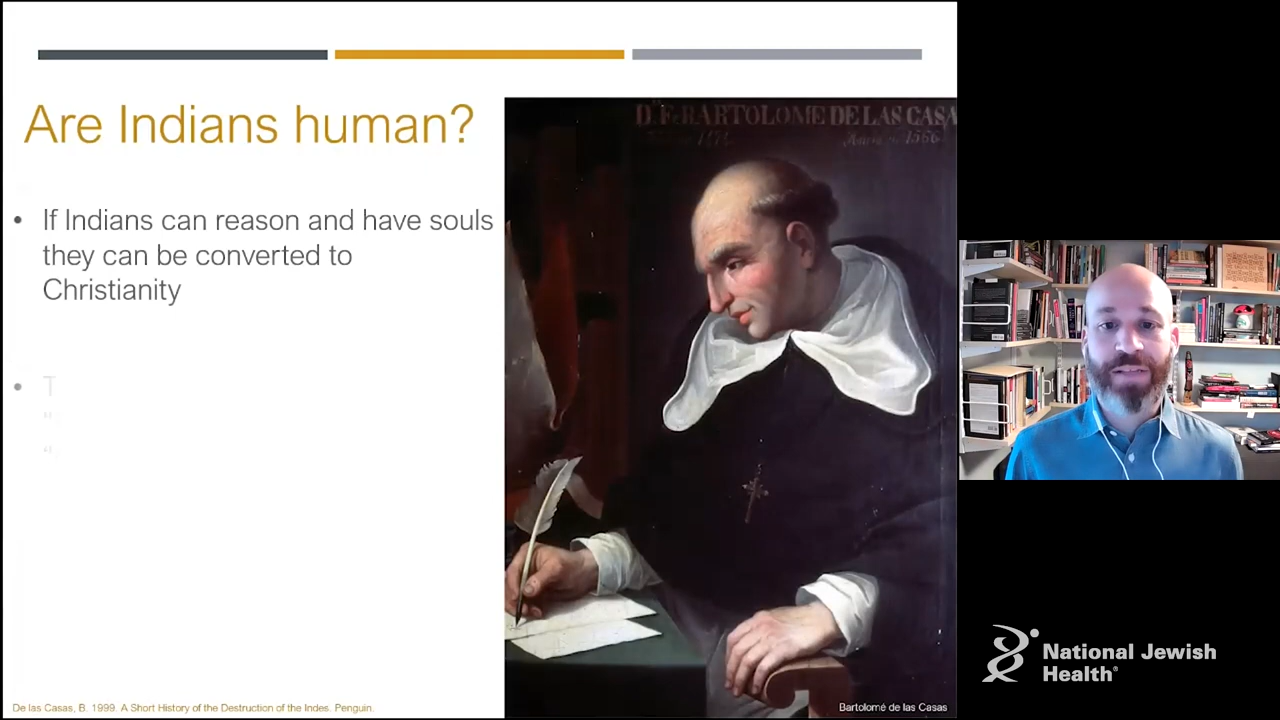 Are Indians human?
• If Indians can reason and have souls
they can be converted to
Christianity
• T
"
"
De las Casas, B. 1999. A Short History of the Destruction of the Indes. Penguin.
BARTOLOME DE LAS CASA
1566
Bartolomé de las Casas
National Jewish
Health®